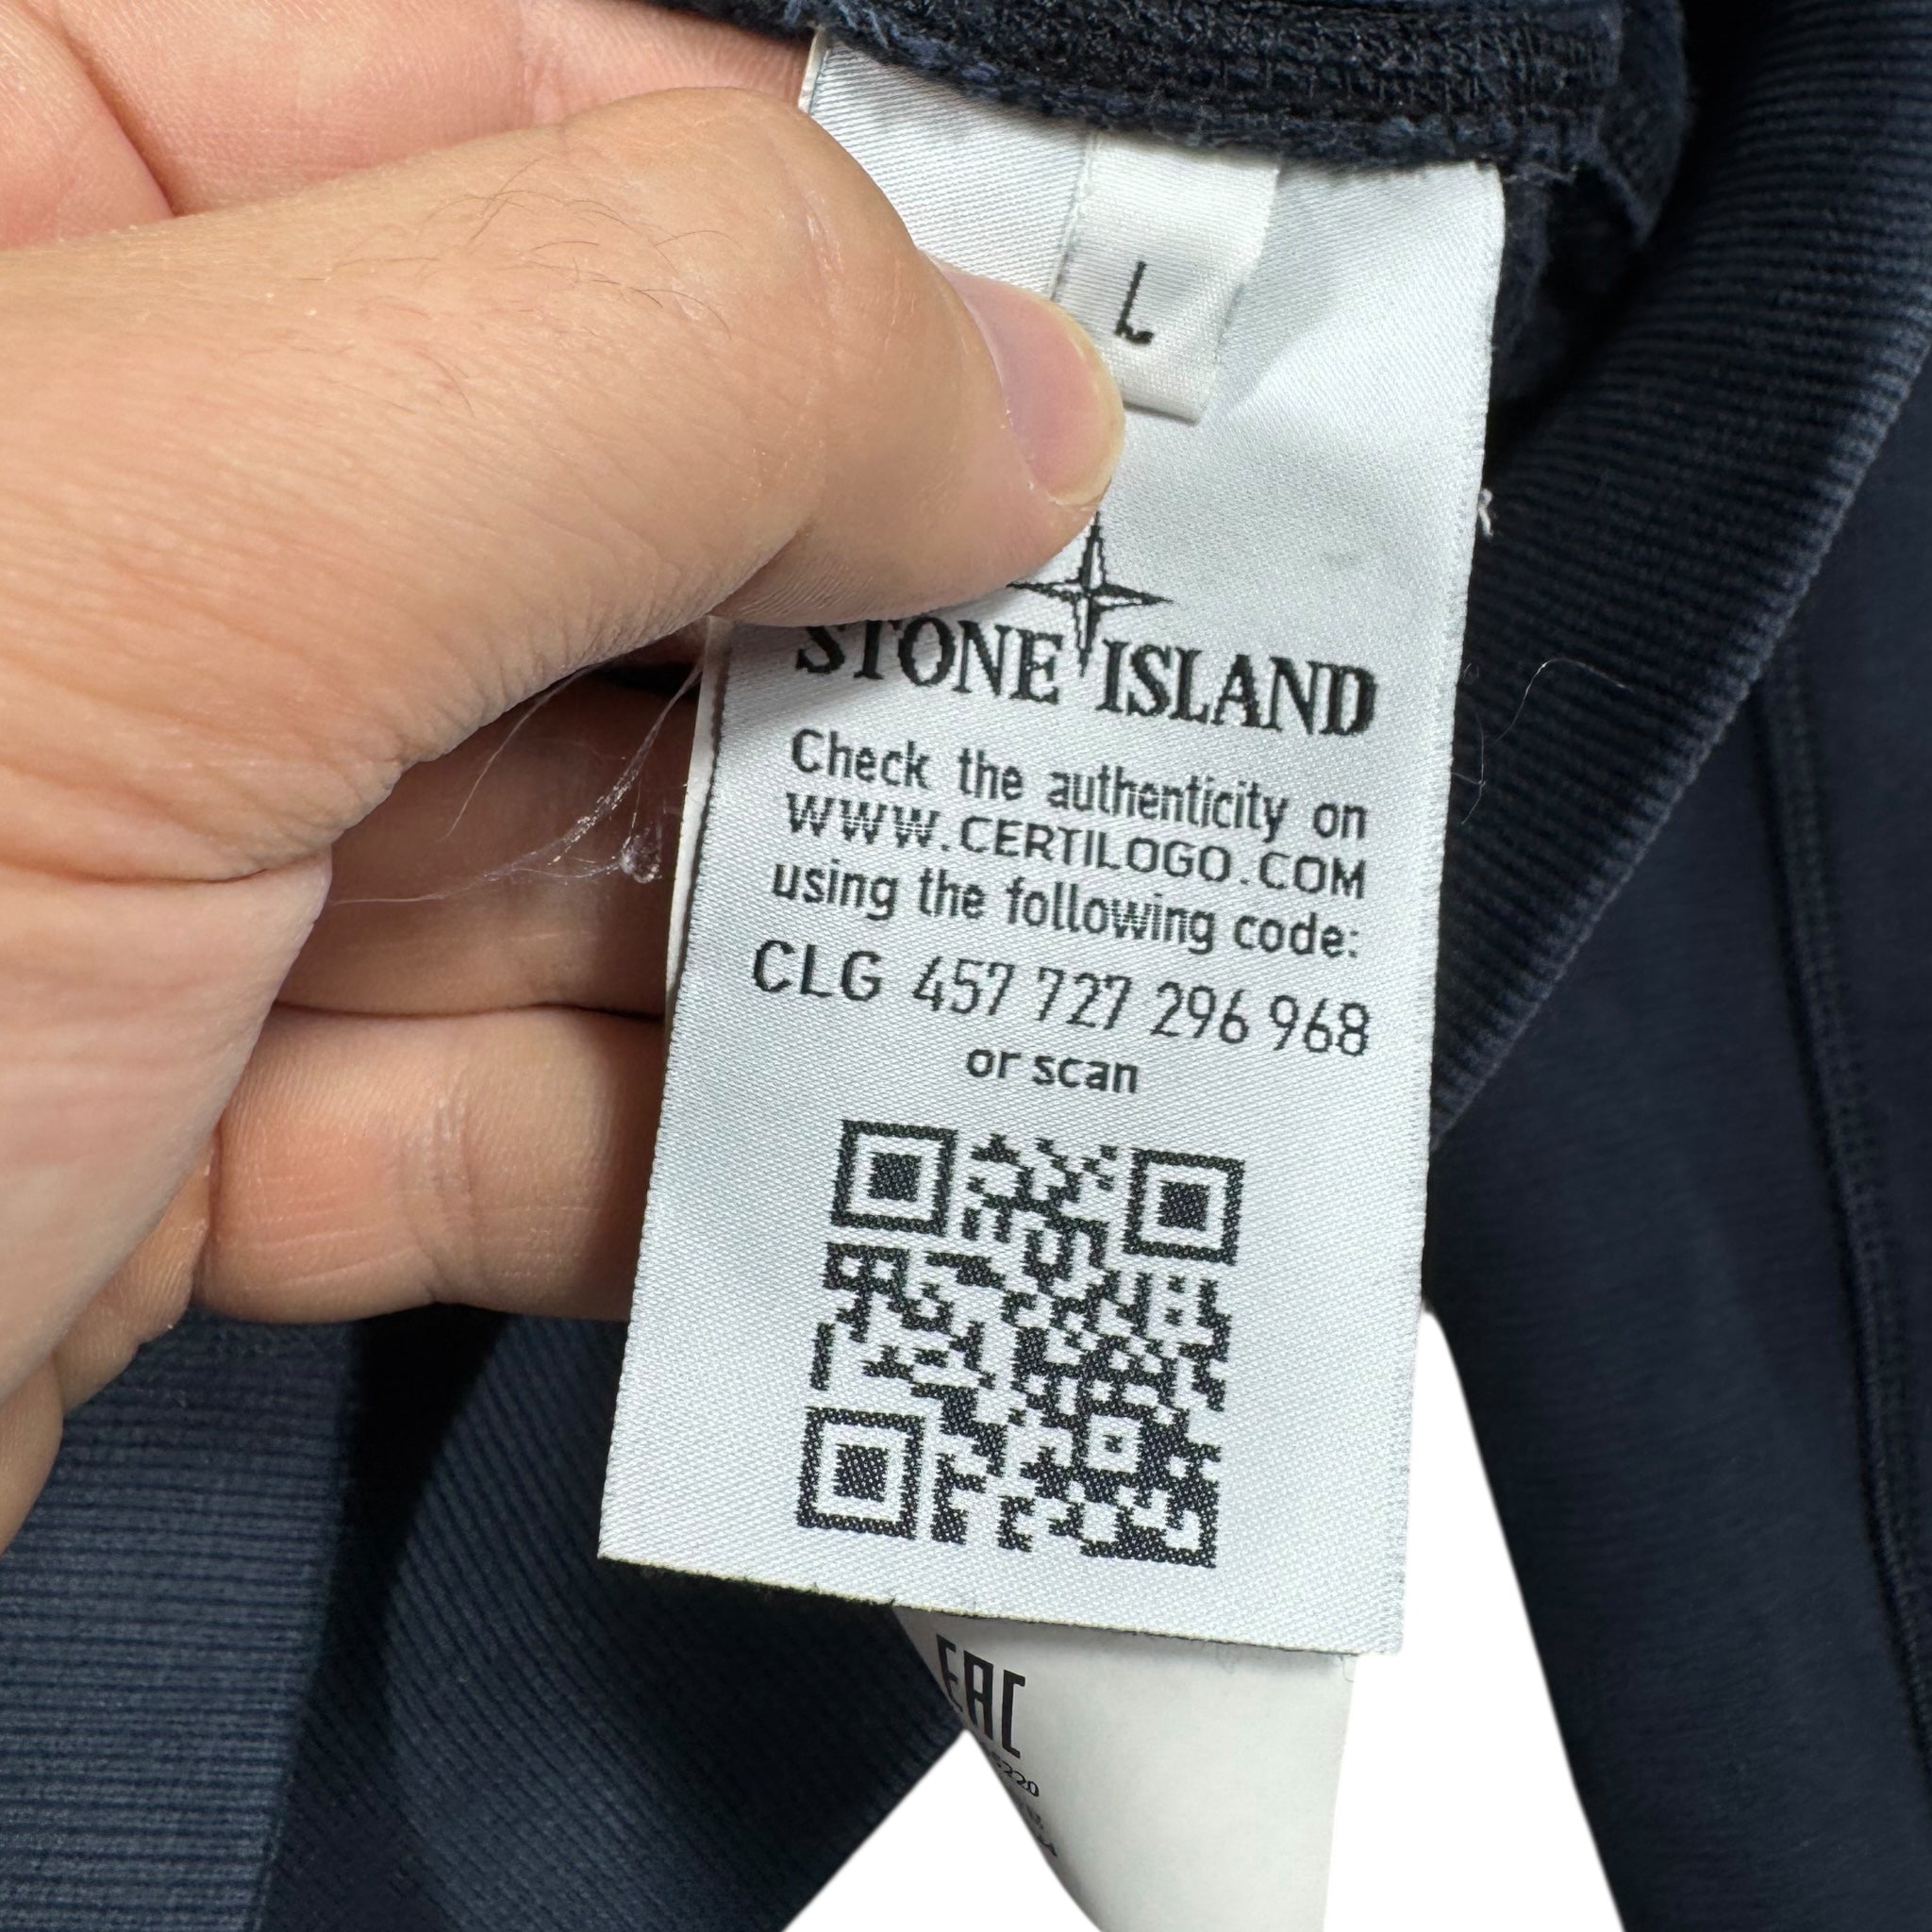 L
STONE ISLAND
Check the authenticity on
WWW.CERTILOGO.COM
using the following code:
CLG 457 727 296 968
or scan
EAC